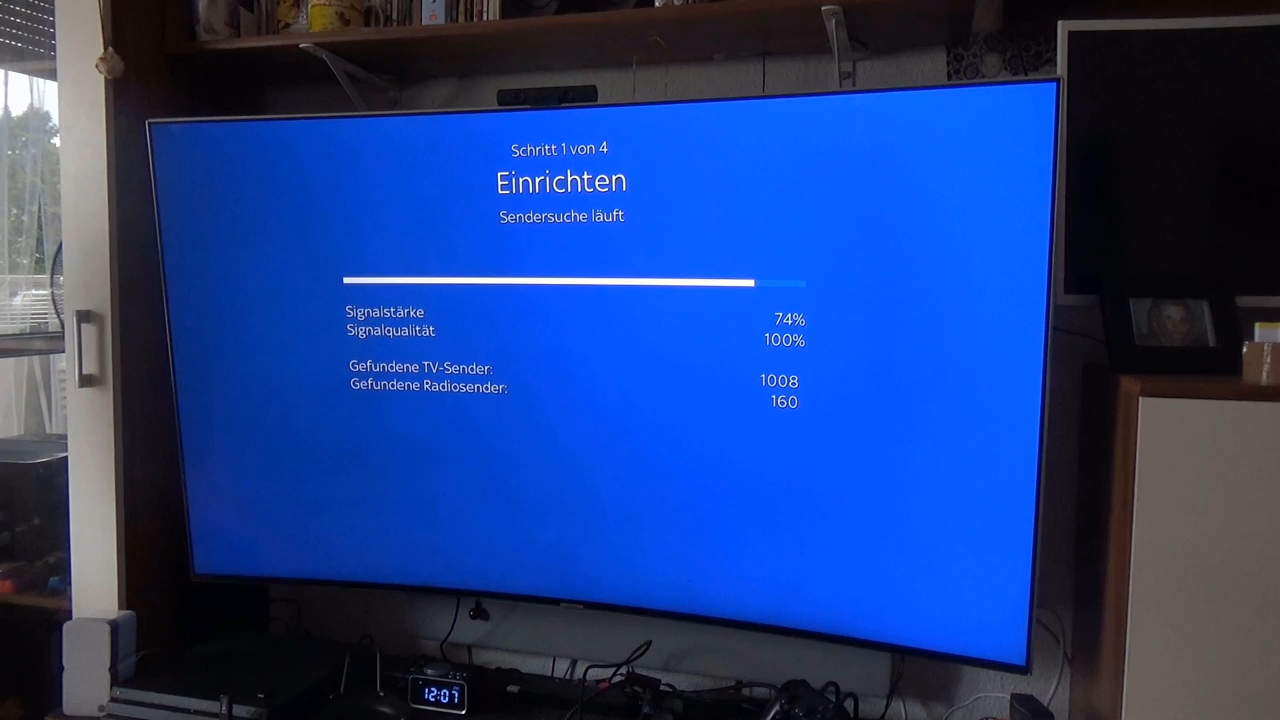 Schritt 1 von 4
Einrichten
Sendersuche läuft
Signalstärke 74%
Signalqualität 100%
Gefundene TV-Sender: 1008
Gefundene Radiosender: 160
12:07